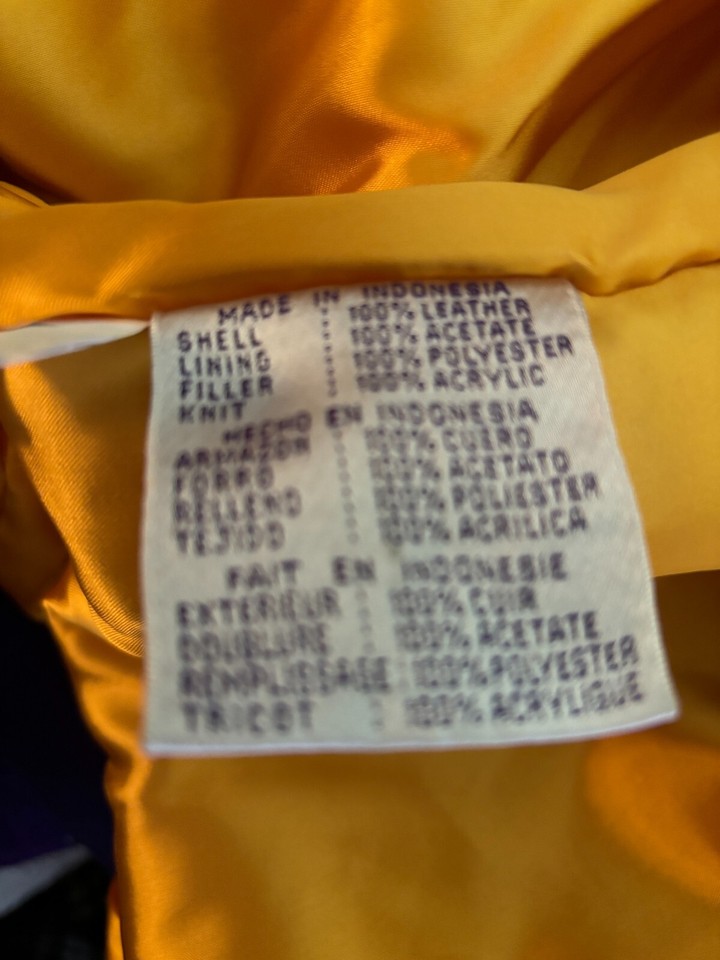 MADE IN INDONESIA
SHELL : 100% LEATHER
LINING : 100% ACETATE
FILLER : 100% POLYESTER
KNIT : 100% ACRYLIC
HECHO EN INDONESIA
ARMAZOR : 100% CUERO
FORRO : 100% ACETATO
RELLENO : 100% POLIESTER
TEJIDO : 100% ACRILICA
FAIT EN INDONESIE
EXTERIEUR : 100% CUIR
DOUBLURE : 100% ACETATE
REMPLISSAGE : 100% POLYESTER
TRICOT : 100% ACRYLIQUE